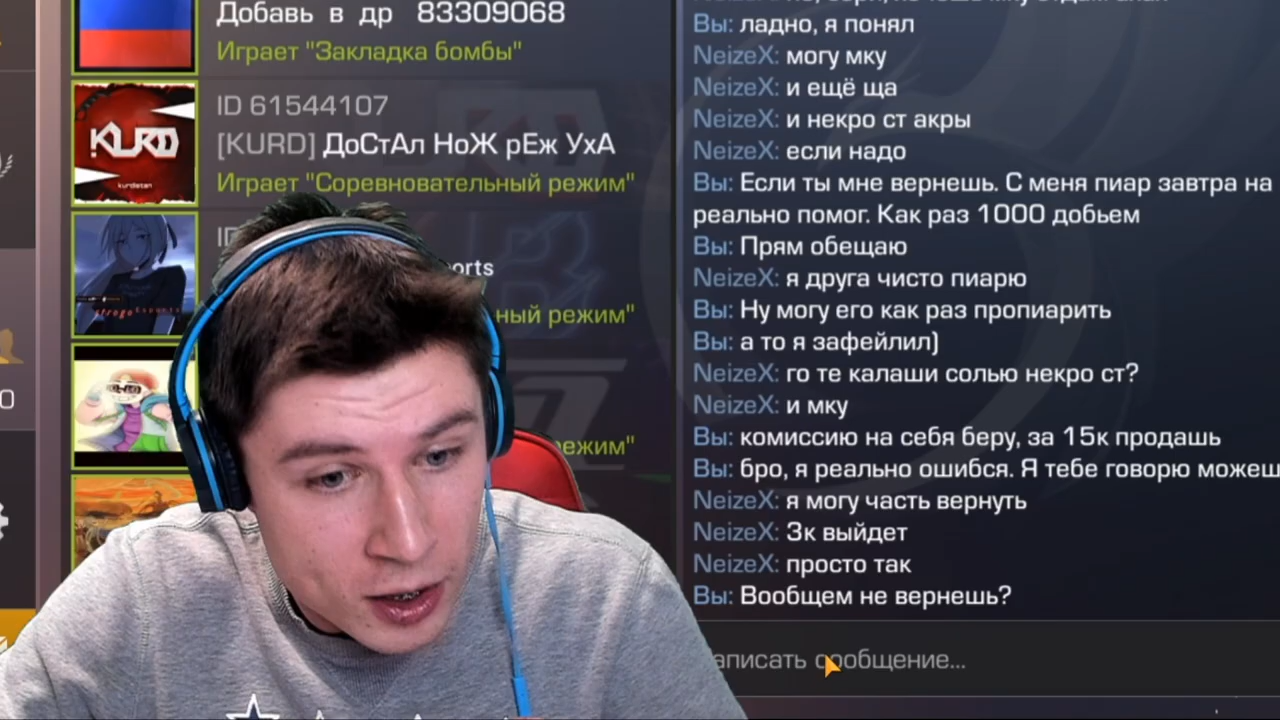 Добавь в др 83309068
Играет "Закладка бомбы"
ID 61544107
[KURD] ДоСтАл НоЖ рЕж УхА
Играет "Соревновательный режим"
KURD
kurdistan
ID
orts
ный режим"
режим"
Вы: ладно, я понял
NeizeX: могу мку
NeizeX: и ещё ща
NeizeX: и некро ст акры
NeizeX: если надо
Вы: Если ты мне вернешь. С меня пиар завтра на
реально помог. Как раз 1000 добьем
Вы: Прям обещаю
NeizeX: я друга чисто пиарю
Вы: Ну могу его как раз пропиарить
Вы: а то я зафейлил)
NeizeX: го те калаши солью некро ст?
NeizeX: и мку
Вы: комиссию на себя беру, за 15к продашь
Вы: бро, я реально ошибся. Я тебе говорю можеш
NeizeX: я могу часть вернуть
NeizeX: 3к выйдет
NeizeX: просто так
Вы: Вообщем не вернешь?
аписать сообщение...